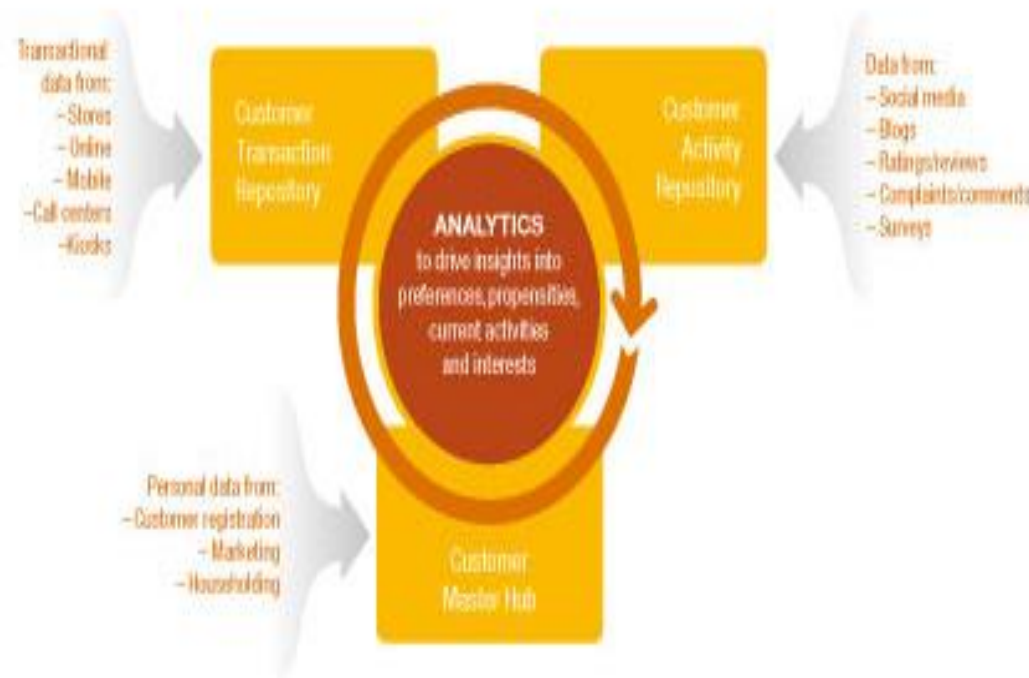 Transactional
data from:
– Stores
– Online
– Mobile
–Call centers
–Kiosks
Customer
Transaction
Repository
Customer
Activity
Repository
Data from:
– Social media
– Blogs
– Ratings/reviews
– Complaints/comments
– Surveys
ANALYTICS
to drive insights into
preferences, propensities,
current activities
and interests
Personal data from:
– Customer registration
– Marketing
– Householding
Customer
Master Hub